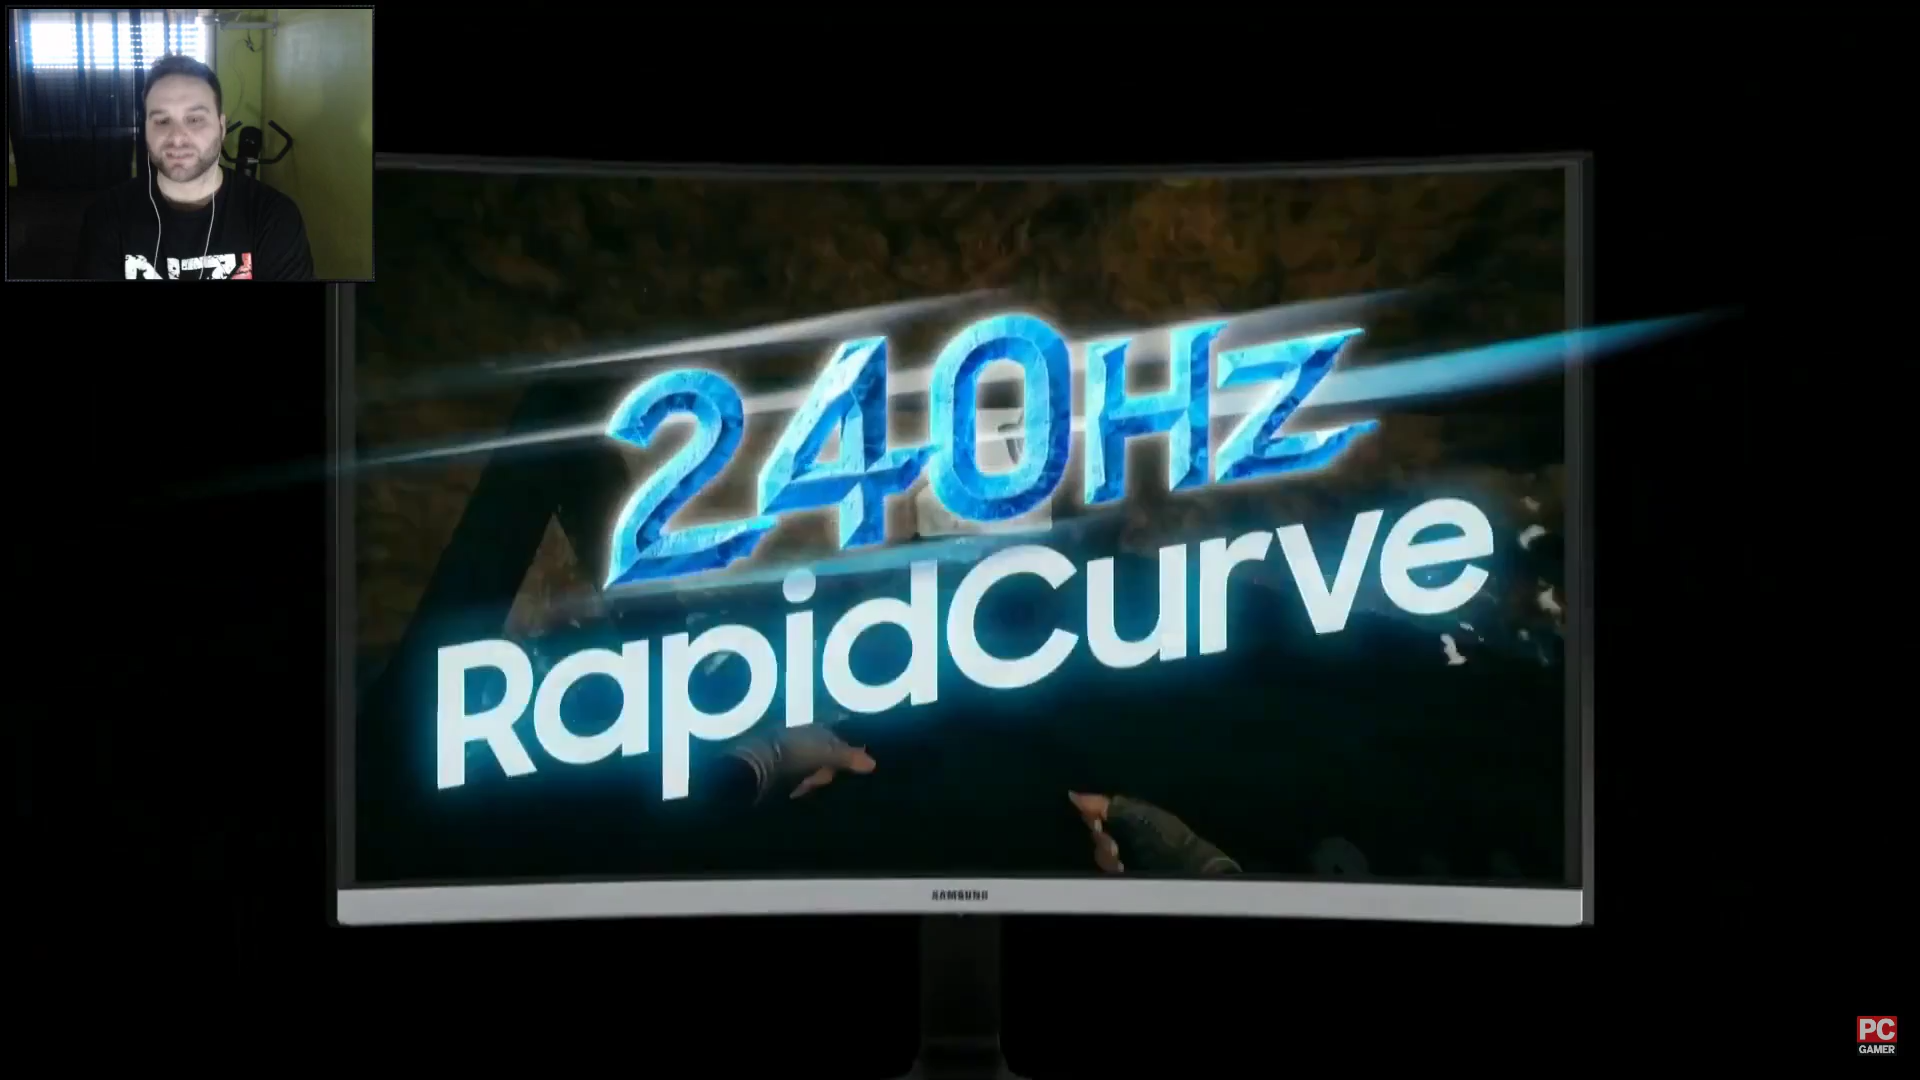 240Hz
RapidCurve
SAMSUNG
PC
GAMER